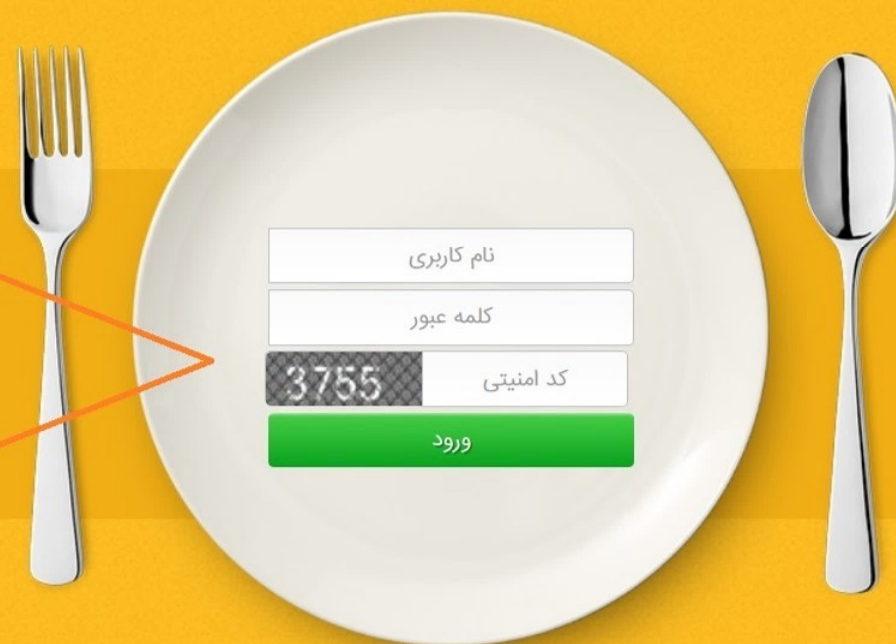 نام کاربری
کلمه عبور
کد امنیتی 3755
ورود